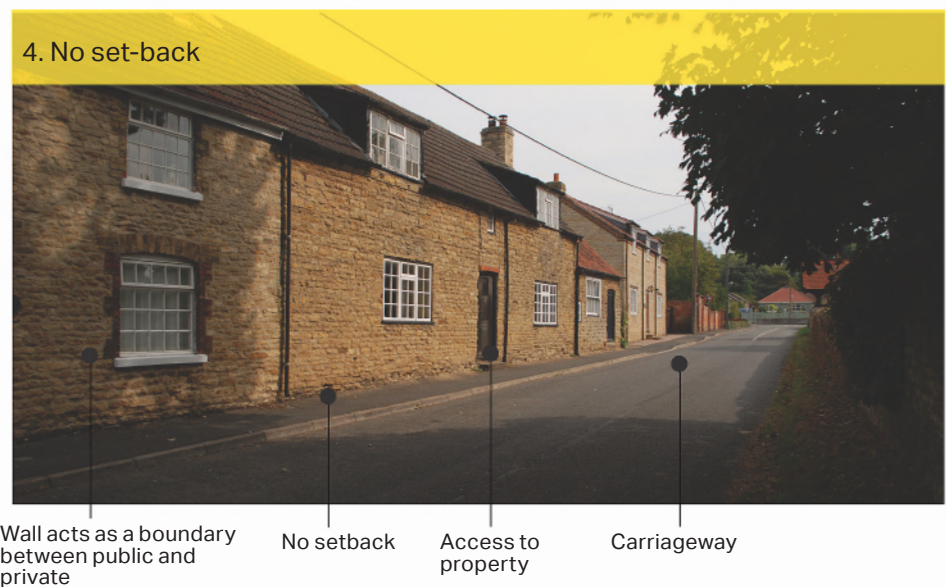 4. No set-back
Wall acts as a boundary
between public and
private
No setback
Access to
property
Carriageway